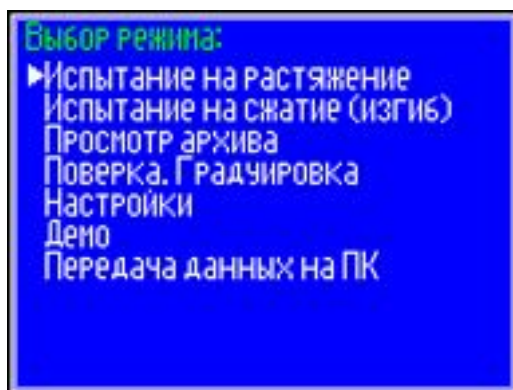 Выбор режима:
Испытание на растяжение
Испытание на сжатие (изгиб)
Просмотр архива
Поверка. Градуировка
Настройки
Демо
Передача данных на ПК